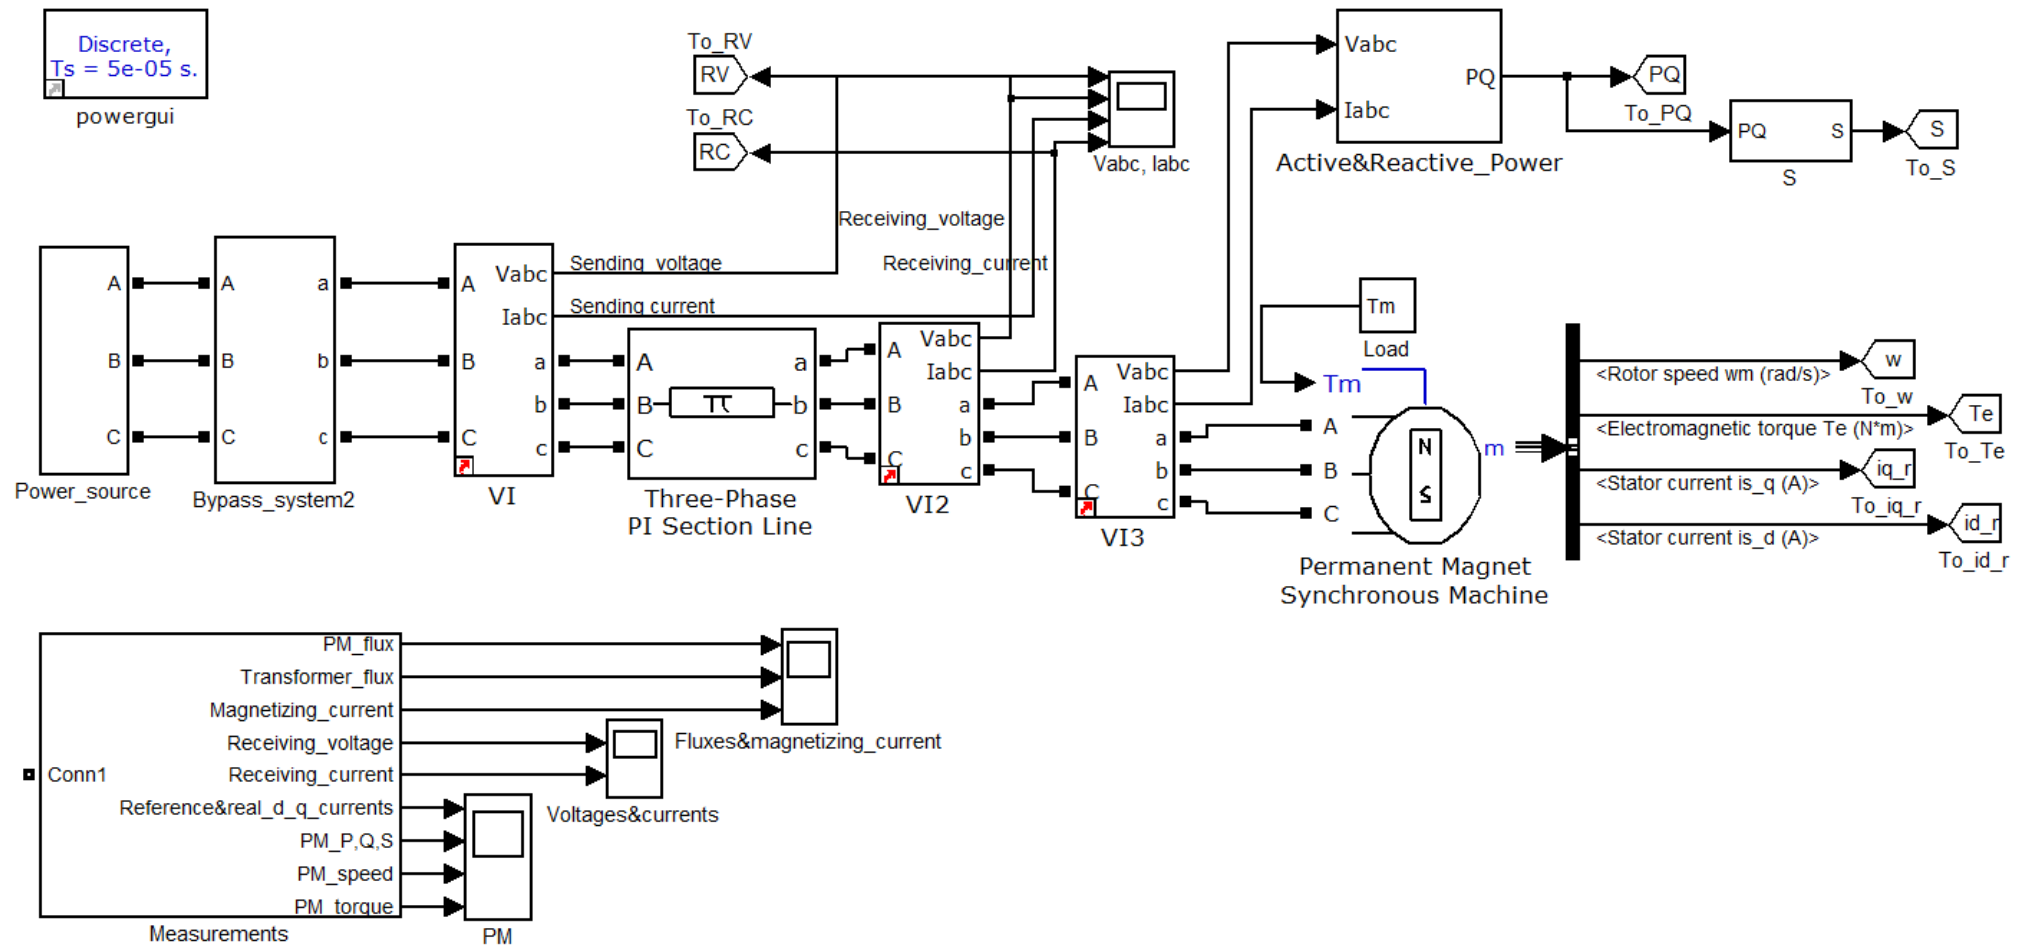 Discrete,
Ts = 5e-05 s.
powergui
To_RV
RV
To_RC
RC
Vabc, Iabc
Vabc
Iabc
PQ
Active&Reactive_Power
PQ
To_PQ
PQ
S
S
S
To_S
A
B
C
Power_source
A
B
C
a
b
c
Bypass_system2
A
B
C
Vabc
Iabc
a
b
c
VI
Sending_voltage
Sending current
Receiving_voltage
Receiving_current
A
B
C
π
a
b
c
Three-Phase
PI Section Line
A
B
C
Vabc
Iabc
a
b
c
VI2
A
B
C
Vabc
Iabc
a
b
c
VI3
Tm
Load
Tm
A
B
C
N
S
m
Permanent Magnet
Synchronous Machine
w
<Rotor speed wm (rad/s)>
To_w
Te
<Electromagnetic torque Te (N*m)>
To_Te
iq_r
<Stator current is_q (A)>
To_iq_r
id_r
<Stator current is_d (A)>
To_id_r
Conn1
PM_flux
Transformer_flux
Magnetizing_current
Receiving_voltage
Receiving_current
Reference&real_d_q_currents
PM_P,Q,S
PM_speed
PM_torque
Measurements
Fluxes&magnetizing_current
Voltages&currents
PM